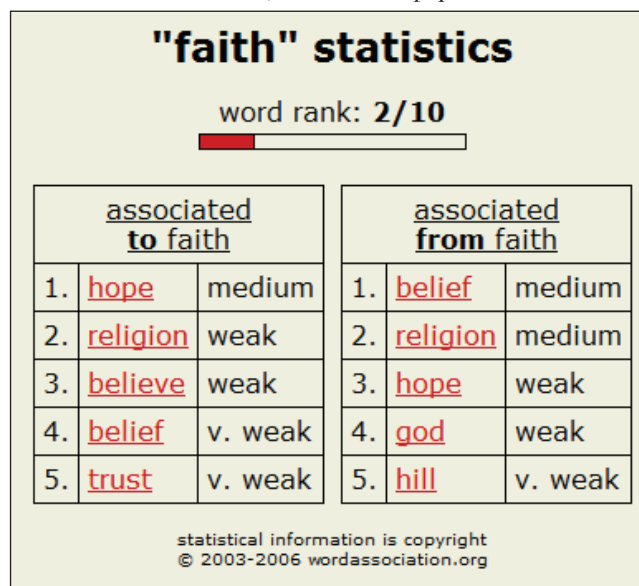 "faith" statistics
word rank: 2/10
associated
to faith
1. hope medium
2. religion weak
3. believe weak
4. belief v. weak
5. trust v. weak
associated
from faith
1. belief medium
2. religion medium
3. hope weak
4. god weak
5. hill v. weak
statistical information is copyright
© 2003-2006 wordassociation.org